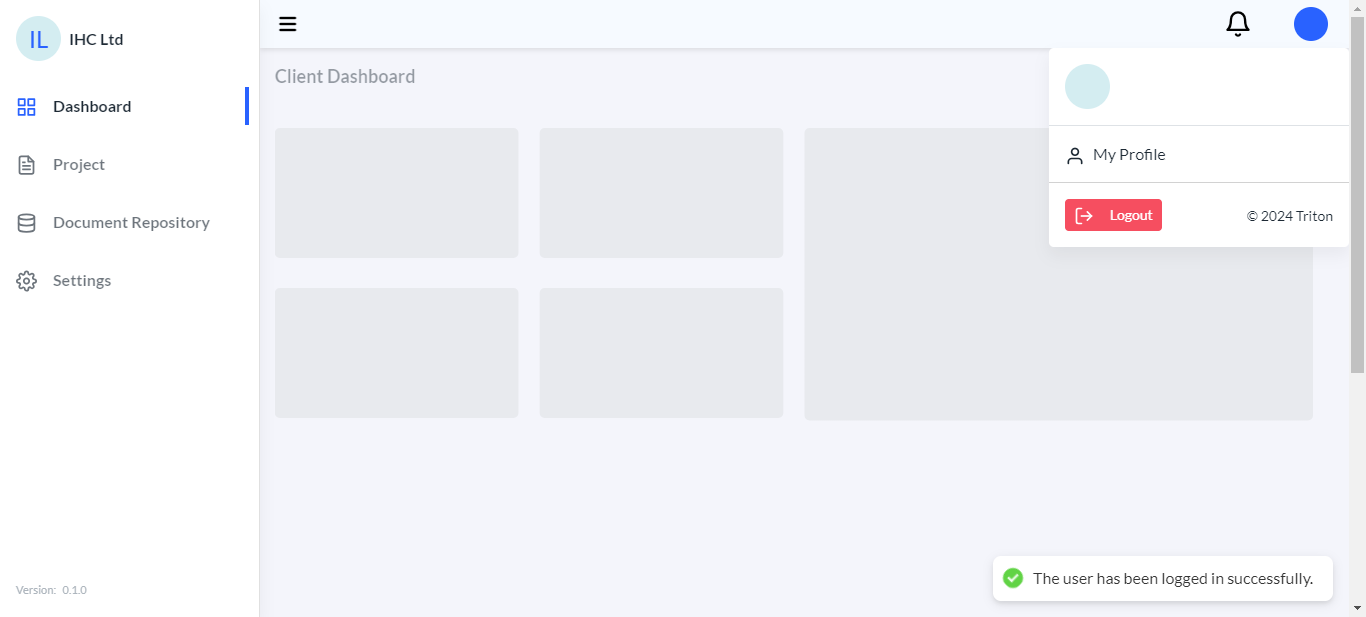 IL IHC Ltd
Dashboard
Project
Document Repository
Settings
Version: 0.1.0
Client Dashboard
My Profile
Logout
© 2024 Triton
The user has been logged in successfully.